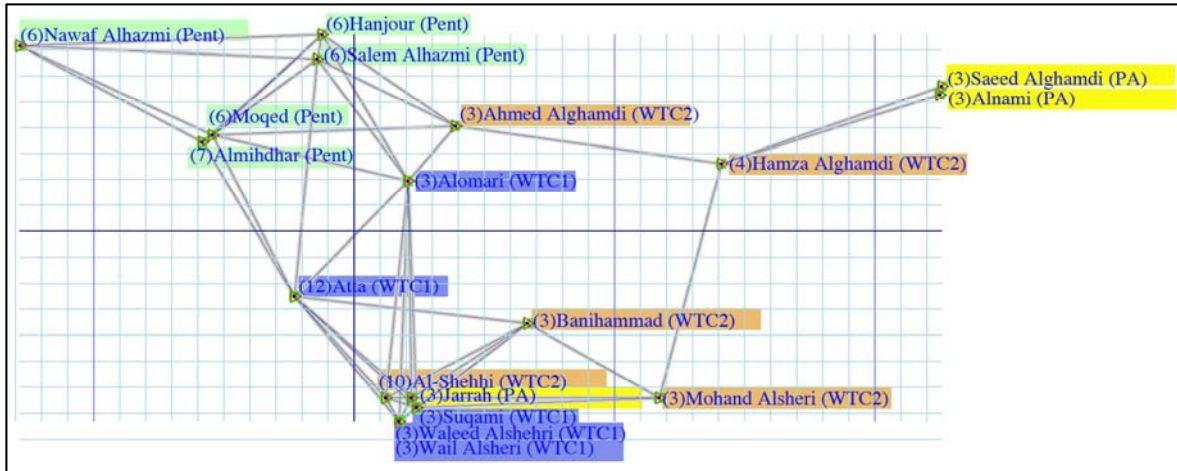 (6)Hanjour (Pent)
(6)Nawaf Alhazmi (Pent)
(6)Salem Alhazmi (Pent)
(3)Saeed Alghamdi (PA)
(3)Alnami (PA)
(6)Moqed (Pent)
(3)Ahmed Alghamdi (WTC2)
(7)Almihdhar (Pent)
(4)Hamza Alghamdi (WTC2)
(3)Alomari (WTC1)
(12)Atta (WTC1)
(3)Banihammad (WTC2)
(10)Al-Shehhi (WTC2)
(3)Jarrah (PA)
(3)Mohand Alsheri (WTC2)
(3)Suqami (WTC1)
(3)Waleed Alshehri (WTC1)
(3)Wail Alsheri (WTC1)